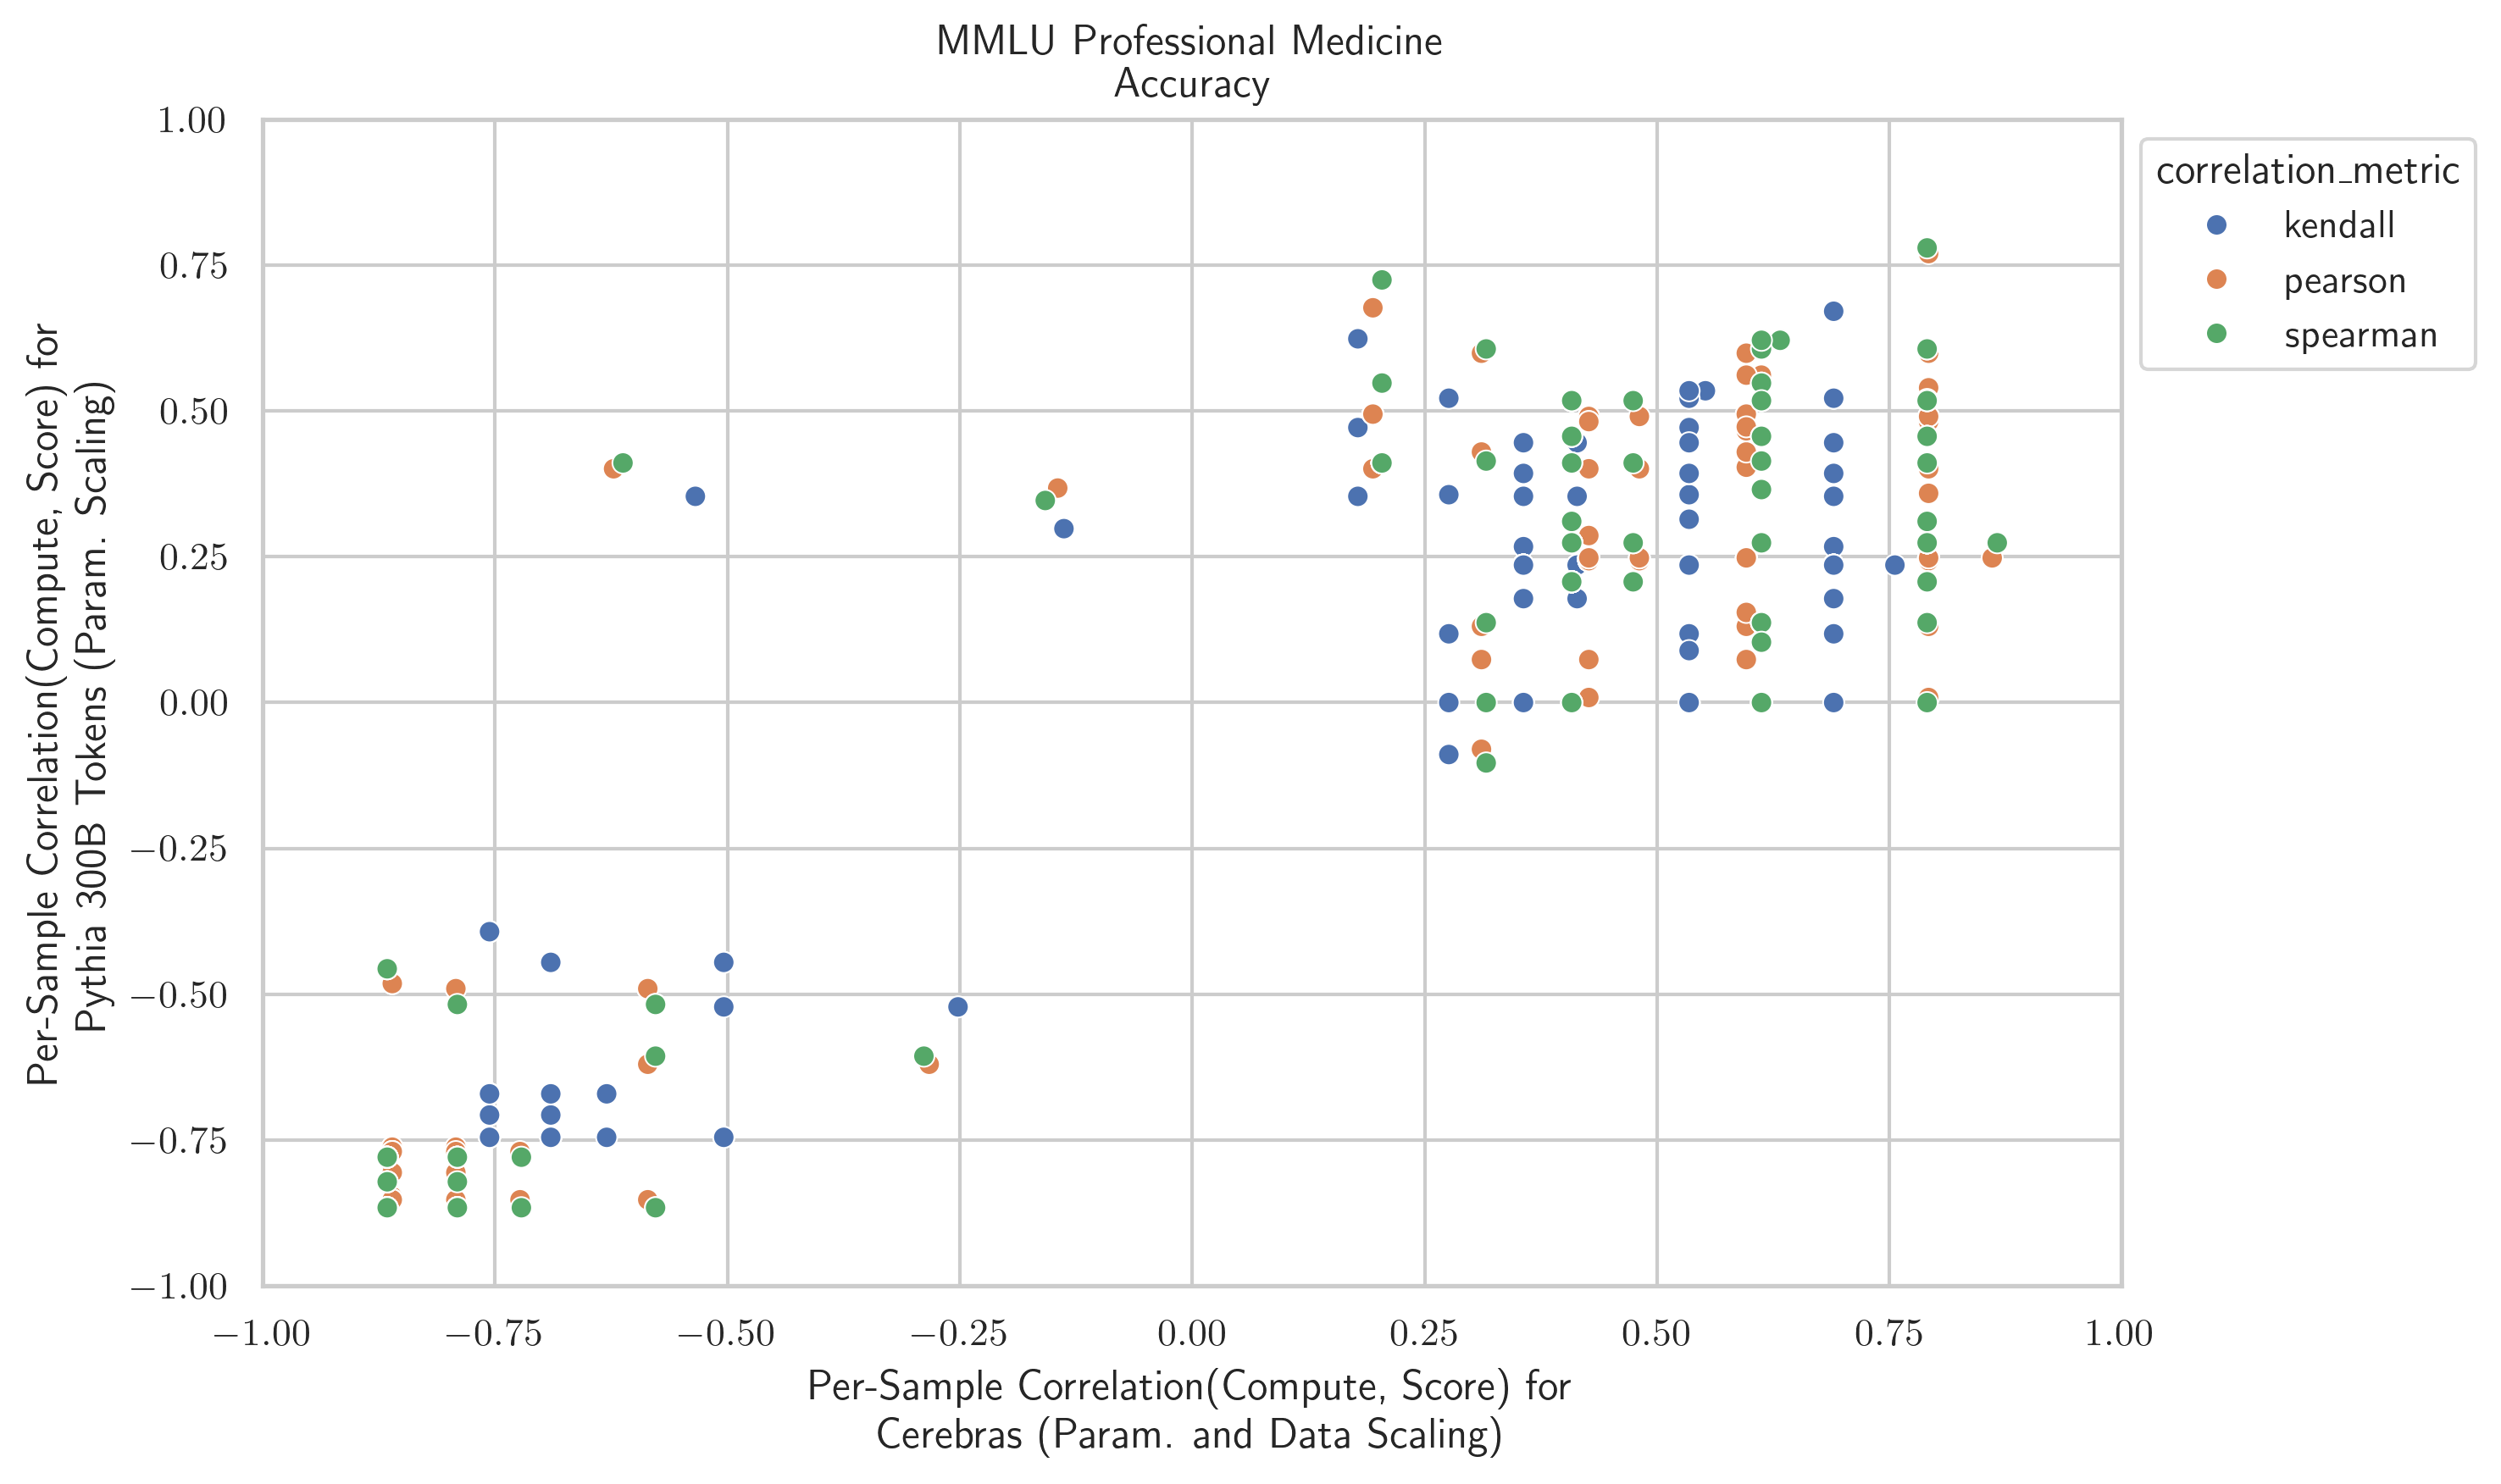 MMLU Professional Medicine
Accuracy
Per-Sample Correlation(Compute, Score) for
Pythia 300B Tokens (Param. Scaling)
1.00
0.75
0.50
0.25
0.00
−0.25
−0.50
−0.75
−1.00
−1.00 −0.75 −0.50 −0.25 0.00 0.25 0.50 0.75 1.00
Per-Sample Correlation(Compute, Score) for
Cerebras (Param. and Data Scaling)
correlation_metric
kendall
pearson
spearman